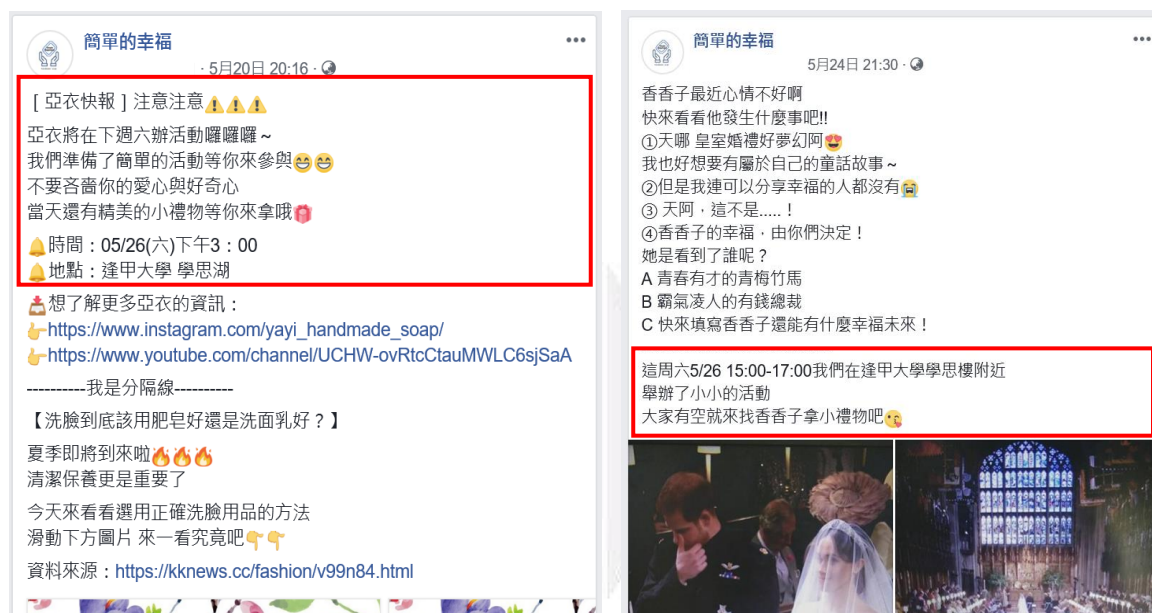 簡單的幸福
· 5月20日 20:16 ·
[ 亞衣快報 ] 注意注意⚠️⚠️⚠️
亞衣將在下週六辦活動囉囉囉~
我們準備了簡單的活動等你來參與😁😁
不要吝嗇你的愛心與好奇心
當天還有精美的小禮物等你來拿哦🎁
🔔時間：05/26(六)下午3：00
🔔地點：逢甲大學 學思湖
📥想了解更多亞衣的資訊：
👉https://www.instagram.com/yayi_handmade_soap/
👉https://www.youtube.com/channel/UCHW-ovRtcCtauMWLC6sjSaA
----------我是分隔線----------
【洗臉到底該用肥皂好還是洗面乳好？】
夏季即將到來啦🔥🔥🔥
清潔保養更是重要了
今天來看看選用正確洗臉用品的方法
滑動下方圖片 來一看究竟吧👇👇
資料來源：https://kknews.cc/fashion/v99n84.html
簡單的幸福
5月24日 21:30 ·
香香子最近心情不好啊
快來看看他發生什麼事吧!!
①天哪 皇室婚禮好夢幻阿😍
我也好想要有屬於自己的童話故事~
②但是我連可以分享幸福的人都沒有😭
③ 天阿，這不是.....！
④香香子的幸福，由你們決定！
她是看到了誰呢？
A 青春有才的青梅竹馬
B 霸氣凌人的有錢總裁
C 快來填寫香香子還能有什麼幸福未來！
這周六5/26 15:00-17:00我們在逢甲大學學思樓附近
舉辦了小小的活動
大家有空就來找香香子拿小禮物吧😘